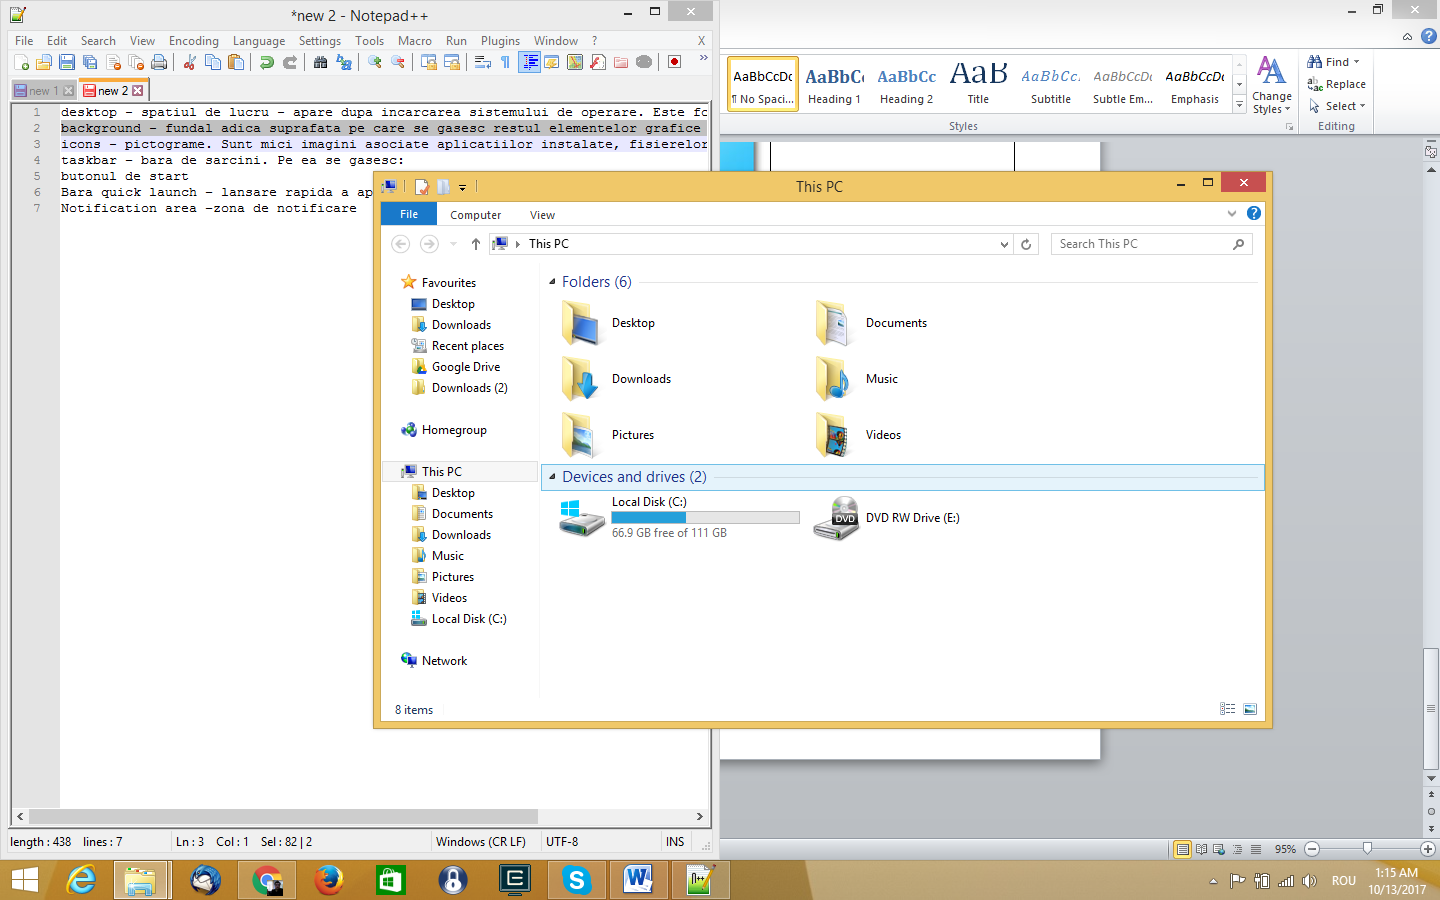 *new 2 - Notepad++
File Edit Search View Encoding Language Settings Tools Macro Run Plugins Window ? X
new 1 new 2
1 desktop - spatiul de lucru - apare dupa incarcarea sistemului de operare. Este fo
2 background - fundal adica suprafata pe care se gasesc restul elementelor grafice
3 icons - pictograme. Sunt mici imagini asociate aplicatiilor instalate, fisierelor
4 taskbar - bara de sarcini. Pe ea se gasesc:
5 butonul de start
6 Bara quick launch - lansare rapida a ap
7 Notification area -zona de notificare
length : 438 lines : 7 Ln : 3 Col : 1 Sel : 82 | 2 Windows (CR LF) UTF-8 INS
AaBbCcDc AaBbCc AaBbCc AaB AaBbCc. AaBbCcDc AaBbCcDc
¶ No Spaci... Heading 1 Heading 2 Title Subtitle Subtle Em... Emphasis
Change Styles
Find
Replace
Select
Styles
Editing
This PC
File Computer View
This PC
Search This PC
Favourites
Desktop
Downloads
Recent places
Google Drive
Downloads (2)
Homegroup
This PC
Desktop
Documents
Downloads
Music
Pictures
Videos
Local Disk (C:)
Network
Folders (6)
Desktop
Documents
Downloads
Music
Pictures
Videos
Devices and drives (2)
Local Disk (C:)
66.9 GB free of 111 GB
DVD
DVD RW Drive (E:)
8 items
95%
ROU
1:15 AM
10/13/2017